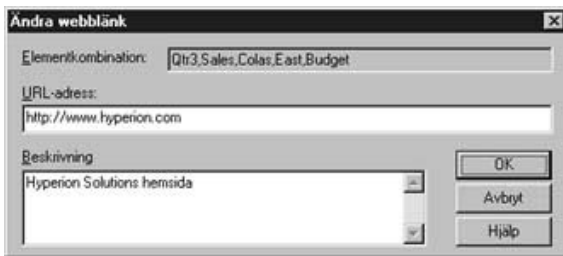 Ändra webblänk
Elementkombination: Qtr3,Sales,Colas,East,Budget
URL-adress:
http://www.hyperion.com
Beskrivning
Hyperion Solutions hemsida
OK
Avbryt
Hjälp